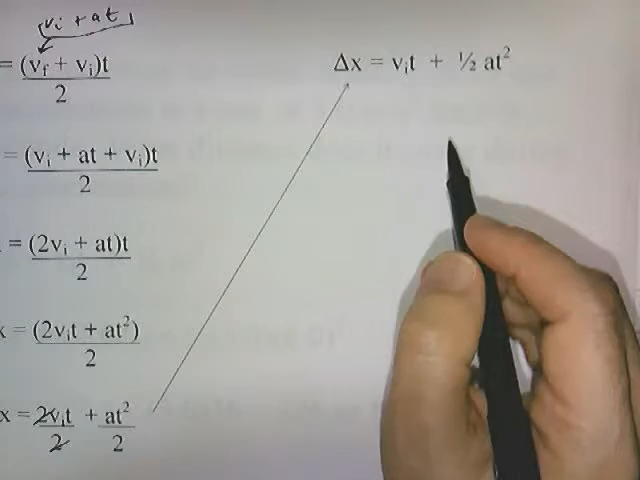 vi + at
= (vf + vi)t
2
= (vi + at + vi)t
2
= (2vi + at)t
2
x = (2vit + at²)
2
x = 2vit + at²
2 2
Δx = vit + ½ at²